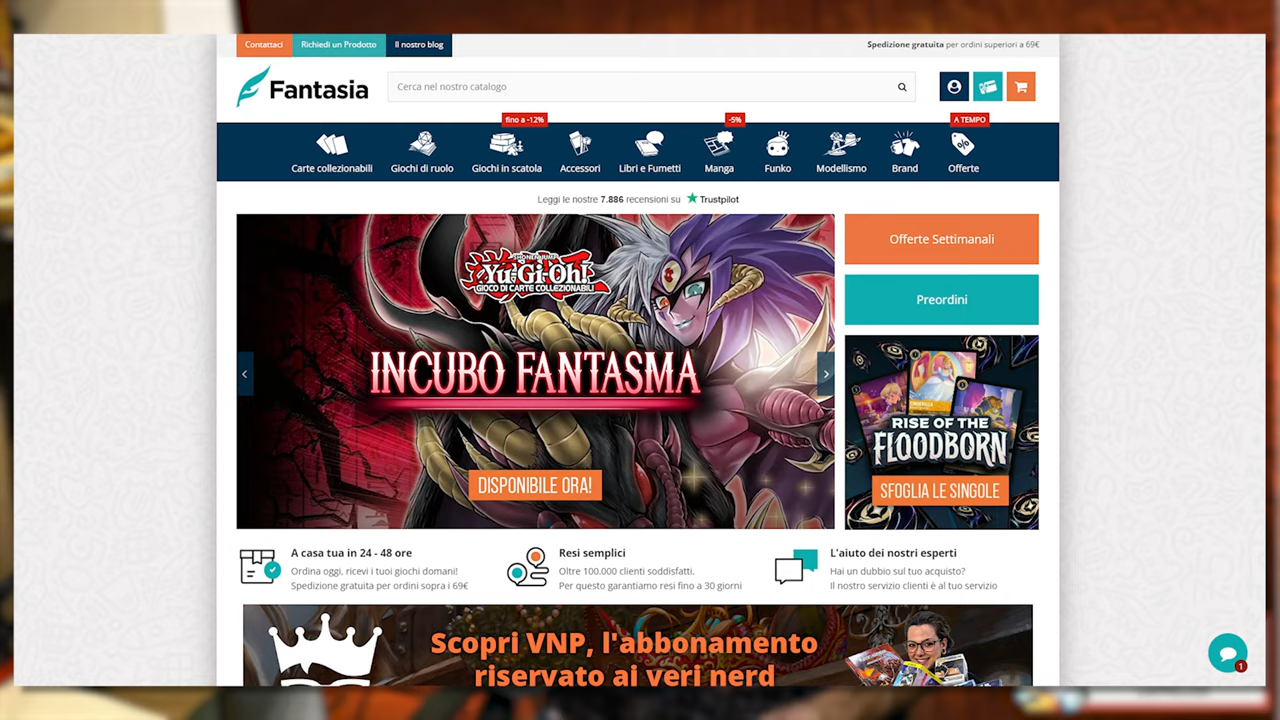 Contattaci
Richiedi un Prodotto
Il nostro blog
Spedizione gratuita per ordini superiori a 69€
Fantasia
Cerca nel nostro catalogo
fino a -12%
-5%
A TEMPO
Carte collezionabili
Giochi di ruolo
Giochi in scatola
Accessori
Libri e Fumetti
Manga
Funko
Modellismo
Brand
Offerte
Leggi le nostre 7.886 recensioni su Trustpilot
SHONEN JUMP
Yu-Gi-Oh!
GIOCO DI CARTE COLLEZIONABILI
INCUBO FANTASMA
DISPONIBILE ORA!
Offerte Settimanali
Preordini
RISE OF THE
FLOODBORN
SFOGLIA LE SINGOLE
A casa tua in 24 - 48 ore
Ordina oggi, ricevi i tuoi giochi domani!
Spedizione gratuita per ordini sopra i 69€
Resi semplici
Oltre 100.000 clienti soddisfatti.
Per questo garantiamo resi fino a 30 giorni
L'aiuto dei nostri esperti
Hai un dubbio sul tuo acquisto?
Il nostro servizio clienti è al tuo servizio
Scopri VNP, l'abbonamento
riservato ai veri nerd
1